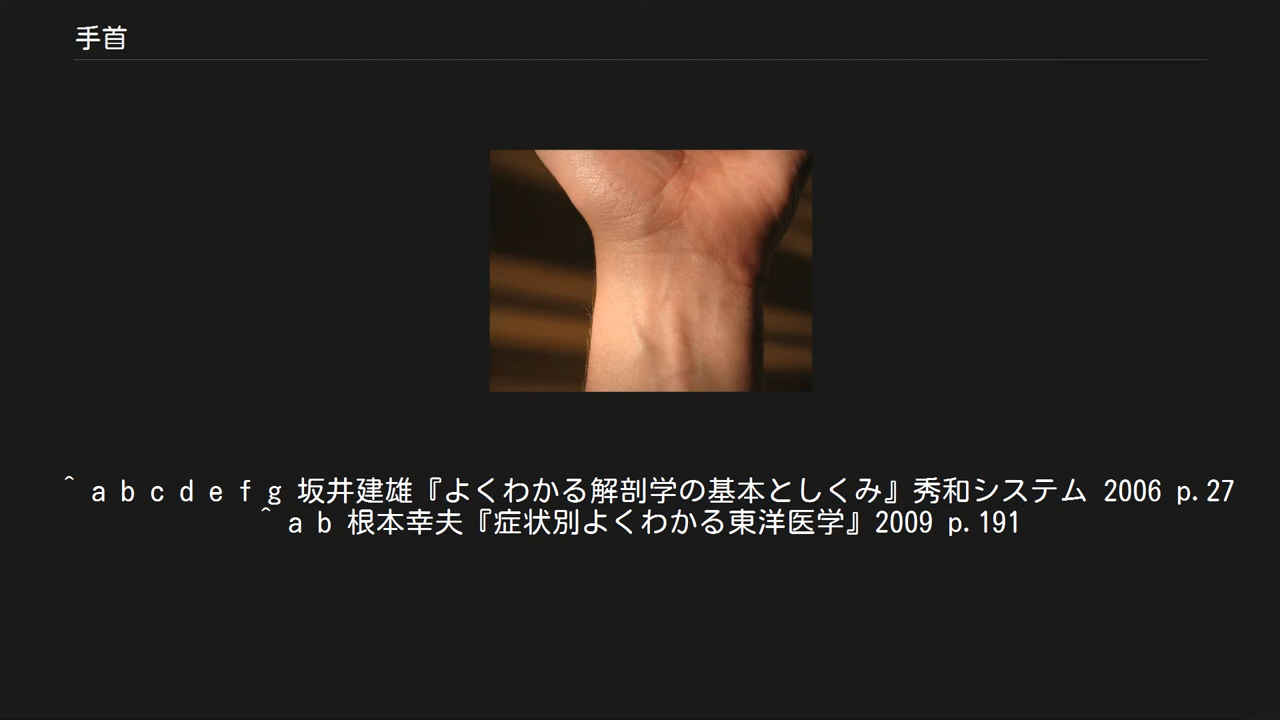 手首
^ a b c d e f g 坂井建雄『よくわかる解剖学の基本としくみ』秀和システム 2006 p.27
^ a b 根本幸夫『症状別よくわかる東洋医学』2009 p.191